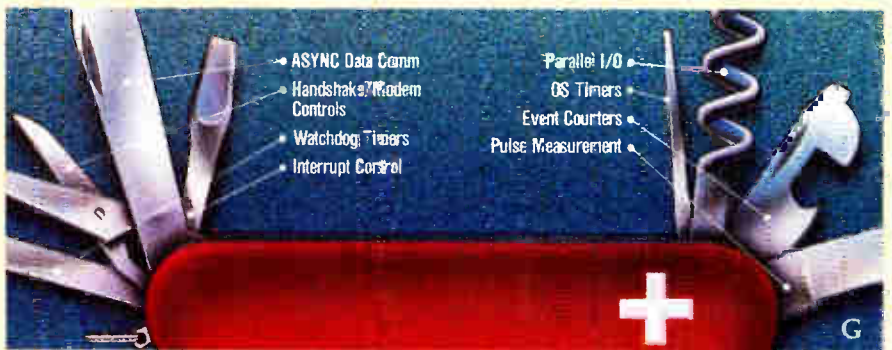 ASYNC Data Comm
Handshake/Modem
Controls
Watchdog Timers
Interrupt Control
Parallel I/O
OS Timers
Event Counters
Pulse Measurement
G